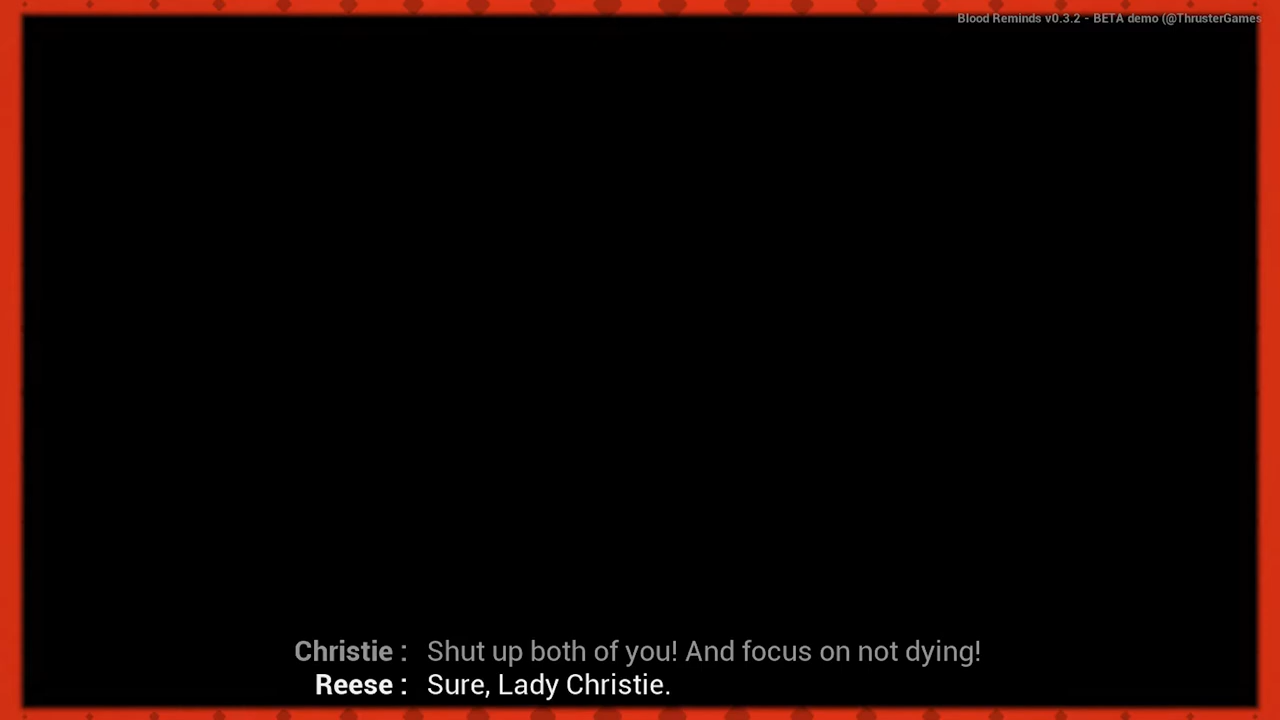 Blood Reminds v0.3.2 - BETA demo (@ThrusterGames
Christie : Shut up both of you! And focus on not dying!
Reese : Sure, Lady Christie.